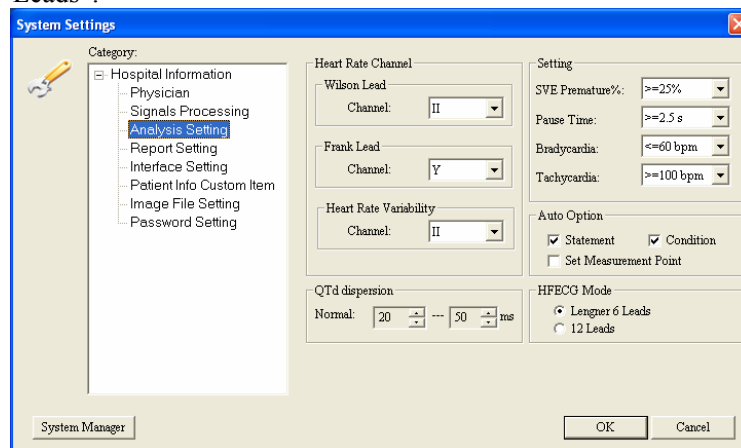 Leads".
System Settings
Category:
Hospital Information
Physician
Signals Processing
Analysis Setting
Report Setting
Interface Setting
Patient Info Custom Item
Image File Setting
Password Setting
Heart Rate Channel
Wilson Lead
Channel: II
Frank Lead
Channel: Y
Heart Rate Variability
Channel: II
QTd dispersion
Normal: 20 --- 50 ms
Setting
SVE Premature%: >=25%
Pause Time: >=2.5 s
Bradycardia: <=60 bpm
Tachycardia: >=100 bpm
Auto Option
Statement Condition
Set Measurement Point
HFECG Mode
Lengner 6 Leads
12 Leads
System Manager
OK Cancel